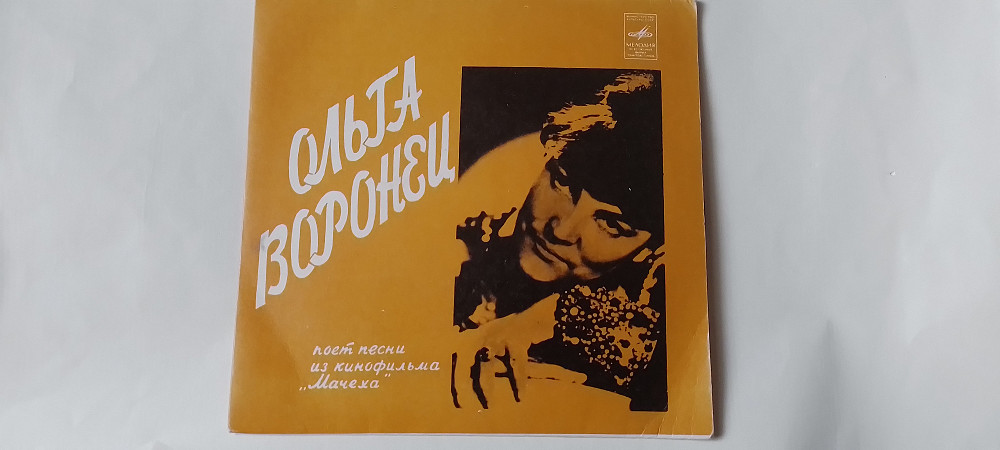 МЕЛОДИЯ
ОЛЬГА
ВОРОНЕЦ
поет песни
из кинофильма
„Мачеха"